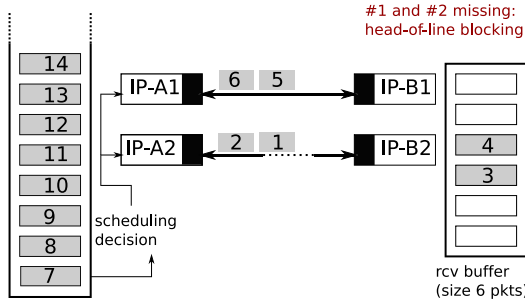 #1 and #2 missing:
head-of-line blocking
14
13
12
11
10
9
8
7
IP-A1
6 5
IP-B1
IP-A2
2 1
IP-B2
scheduling
decision
4
3
rcv buffer
(size 6 pkts)